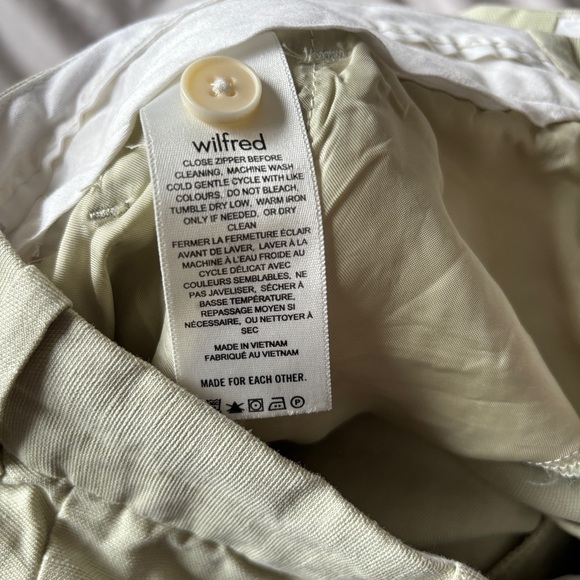 wilfred
CLOSE ZIPPER BEFORE
CLEANING, MACHINE WASH
COLD GENTLE CYCLE WITH LIKE
COLOURS, DO NOT BLEACH,
TUMBLE DRY LOW, WARM IRON
ONLY IF NEEDED, OR DRY
CLEAN
FERMER LA FERMETURE ÉCLAIR
AVANT DE LAVER, LAVER À LA
MACHINE À L'EAU FROIDE AU
CYCLE DÉLICAT AVEC
COULEURS SEMBLABLES, NE
PAS JAVELISER, SÉCHER À
BASSE TEMPÉRATURE,
REPASSAGE MOYEN SI
NÉCESSAIRE, OU NETTOYER À
SEC
MADE IN VIETNAM
FABRIQUÉ AU VIETNAM
MADE FOR EACH OTHER.
P